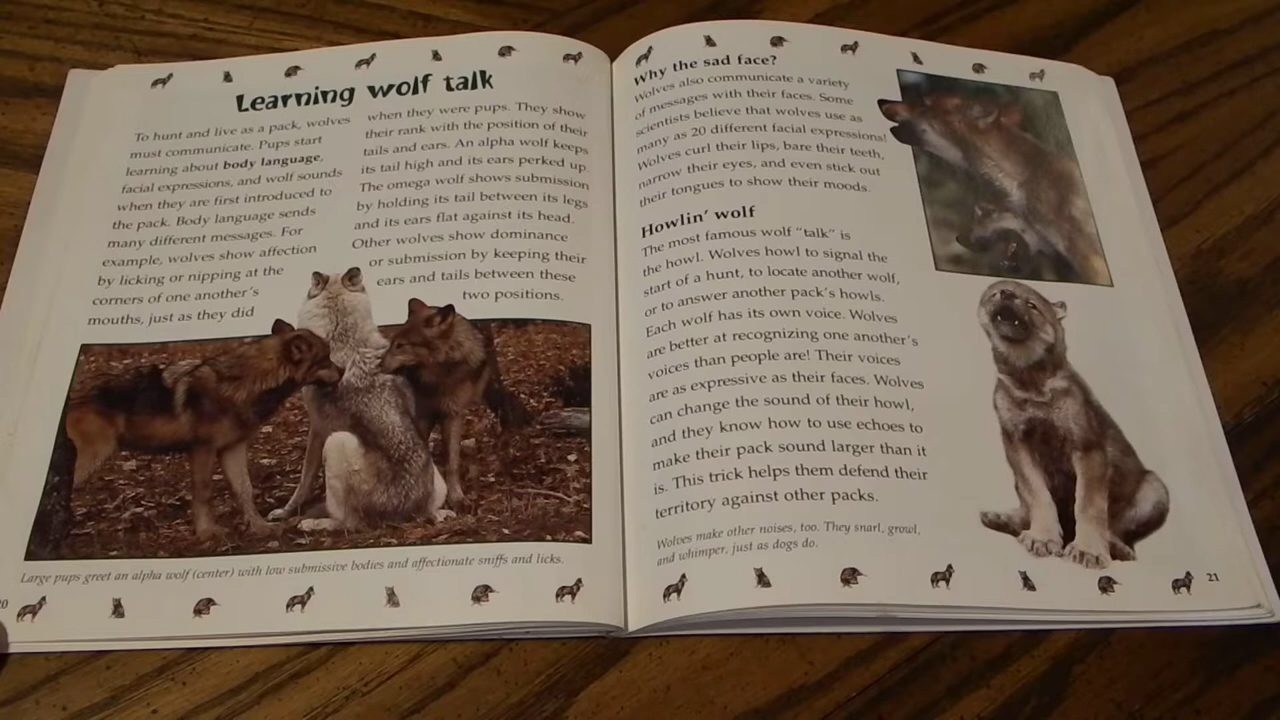 Learning wolf talk
To hunt and live as a pack, wolves
must communicate. Pups start
learning about body language,
facial expressions, and wolf sounds
when they are first introduced to
the pack. Body language sends
many different messages. For
example, wolves show affection
by licking or nipping at the
corners of one another's
mouths, just as they did
when they were pups. They show
their rank with the position of their
tails and ears. An alpha wolf keeps
its tail high and its ears perked up.
The omega wolf shows submission
by holding its tail between its legs
and its ears flat against its head.
Other wolves show dominance
or submission by keeping their
ears and tails between these
two positions.
Large pups greet an alpha wolf (center) with low submissive bodies and affectionate sniffs and licks.
Why the sad face?
Wolves also communicate a variety
of messages with their faces. Some
scientists believe that wolves use as
many as 20 different facial expressions!
Wolves curl their lips, bare their teeth,
narrow their eyes, and even stick out
their tongues to show their moods.
Howlin' wolf
The most famous wolf "talk" is
the howl. Wolves howl to signal the
start of a hunt, to locate another wolf,
or to answer another pack's howls.
Each wolf has its own voice. Wolves
are better at recognizing one another's
voices than people are! Their voices
are as expressive as their faces. Wolves
can change the sound of their howl,
and they know how to use echoes to
make their pack sound larger than it
is. This trick helps them defend their
territory against other packs.
Wolves make other noises, too. They snarl, growl,
and whimper, just as dogs do.
21